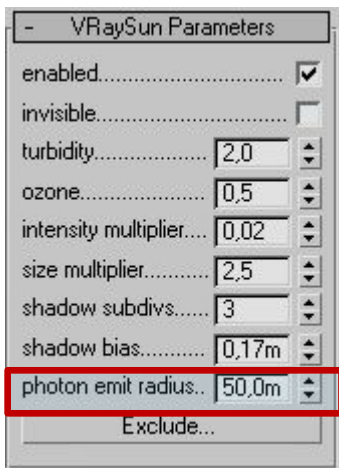 - VRaySun Parameters
enabled..............................
invisible..............................
turbidity.................... 2,0
ozone....................... 0,5
intensity multiplier.... 0,02
size multiplier........... 2,5
shadow subdivs...... 3
shadow bias........... 0,17m
photon emit radius.. 50,0m
Exclude...